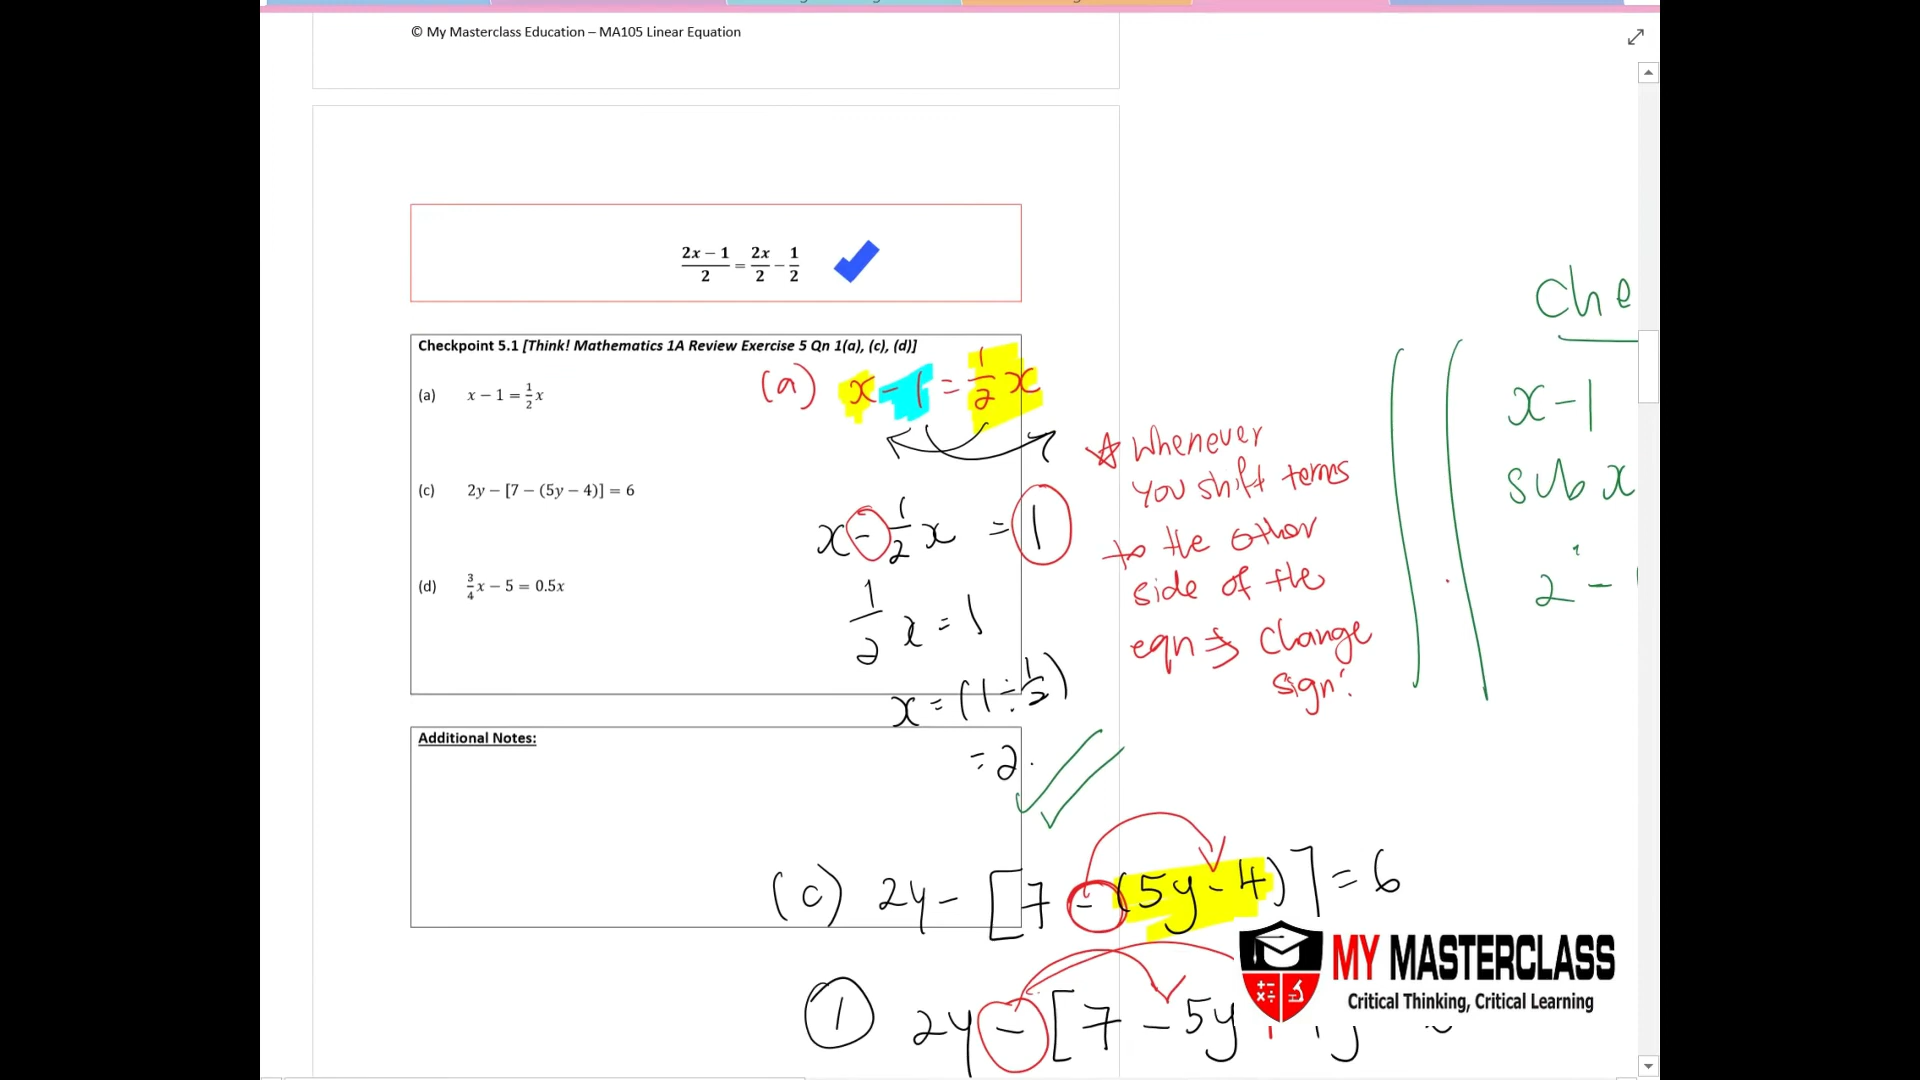 © My Masterclass Education – MA105 Linear Equation
2x − 1 / 2 = 2x / 2 − 1 / 2
Checkpoint 5.1 [Think! Mathematics 1A Review Exercise 5 Qn 1(a), (c), (d)]
(a) x − 1 = 1/2 x
(c) 2y − [7 − (5y − 4)] = 6
(d) 3/4 x − 5 = 0.5x
Additional Notes:
(a) x - 1 = 1/2 x
x - 1/2 x = 1
1/2 x = 1
x = (1 ÷ 1/2)
= 2.
☆ Whenever
you shift terms
to the other
side of the
eqn ⇒ change
sign!
Che
x - 1
sub x
2 -
(c) 2y - [7 - (5y - 4)] = 6
① 2y - [7 - 5y
MY MASTERCLASS
Critical Thinking, Critical Learning